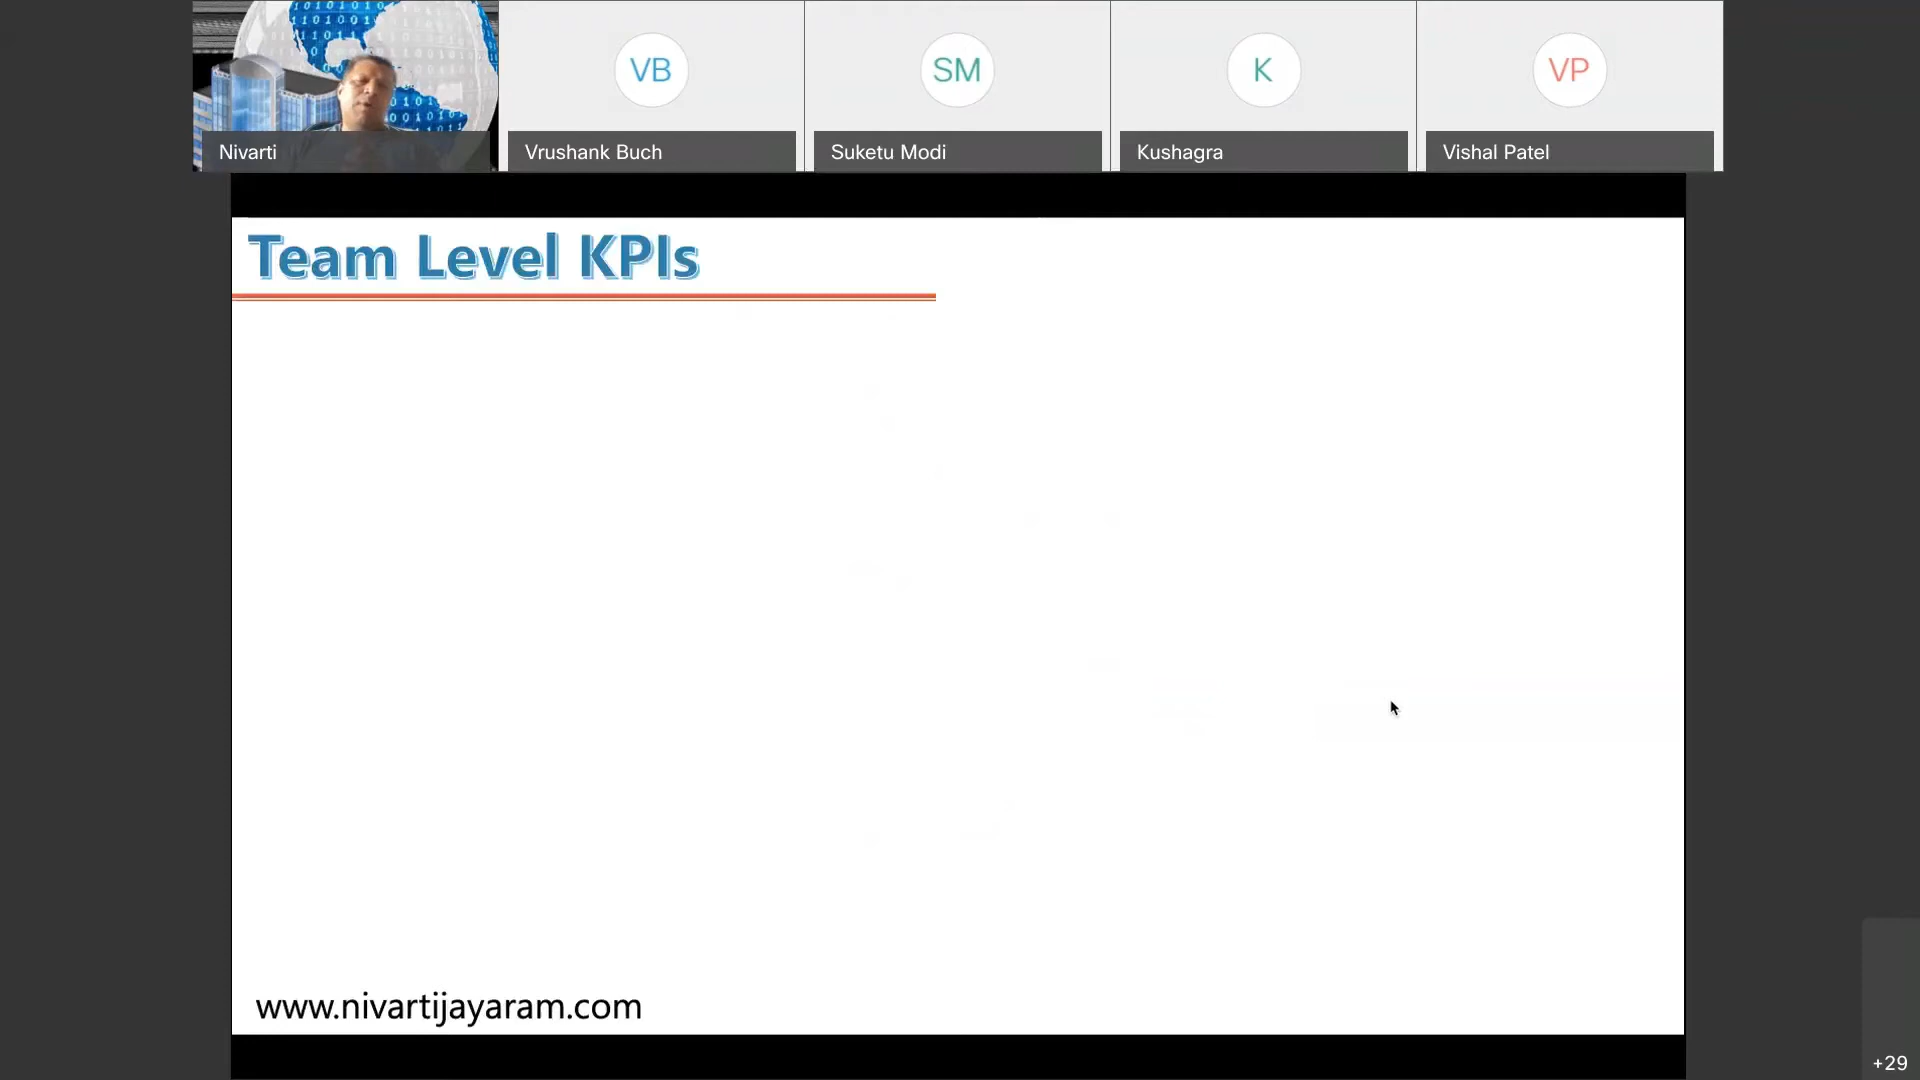 VB
SM
K
VP
Nivarti
Vrushank Buch
Suketu Modi
Kushagra
Vishal Patel
Team Level KPIs
www.nivartijayaram.com
+29